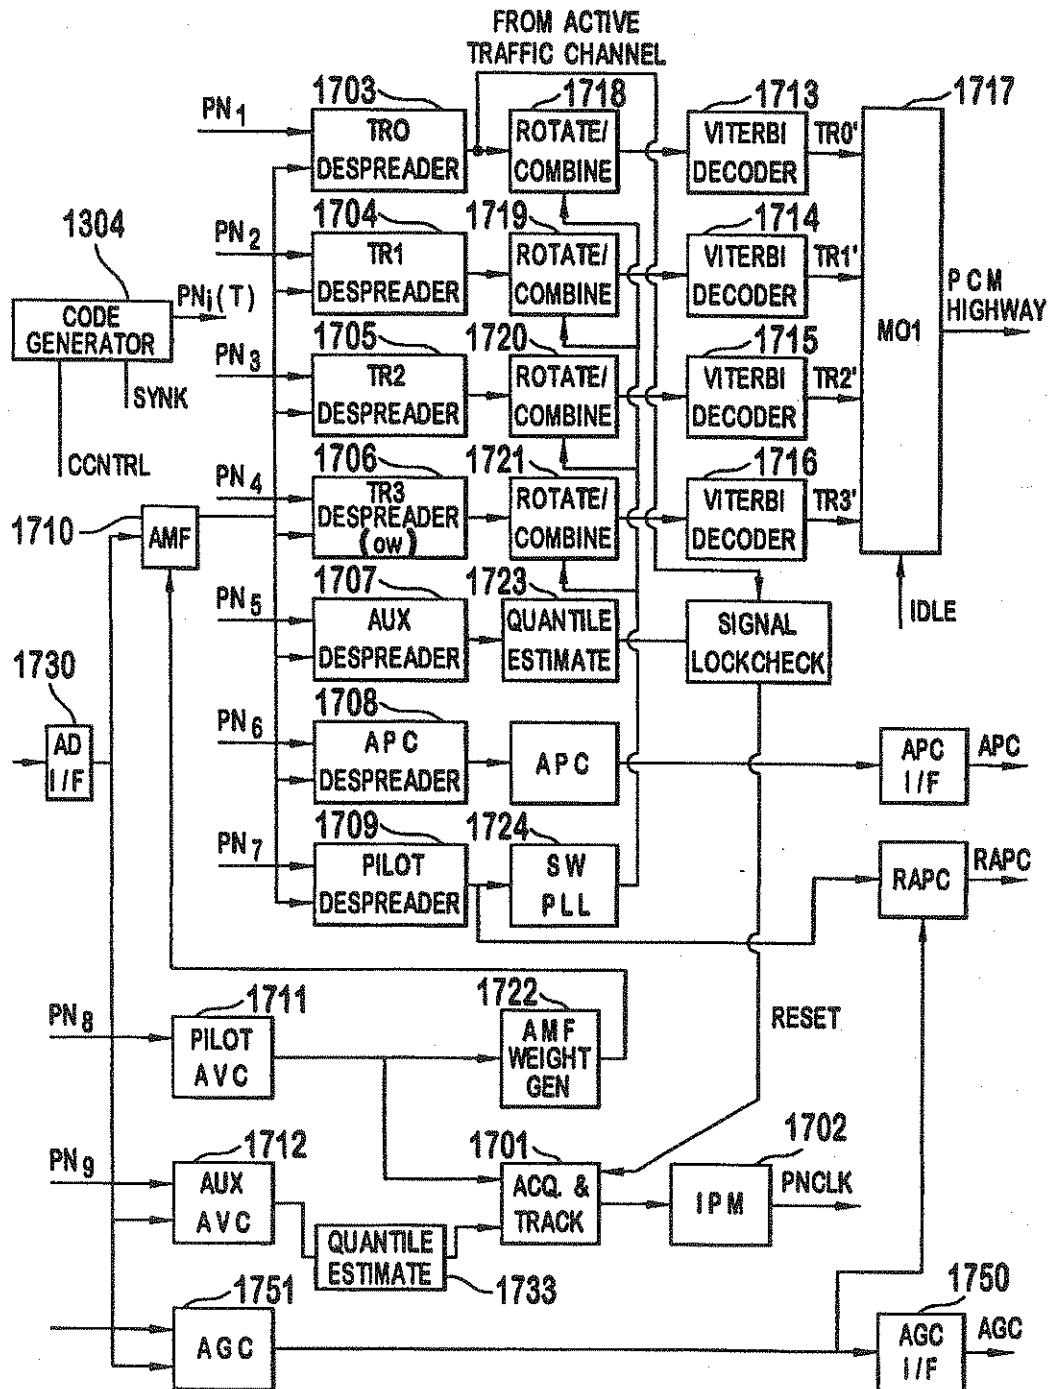 FROM ACTIVE
TRAFFIC CHANNEL
1703
1718
1713
1717
PN1
TRO
DESPREADER
ROTATE/
COMBINE
VITERBI
DECODER
TR0'
1304
1704
1719
1714
PN2
TR1
DESPREADER
ROTATE/
COMBINE
VITERBI
DECODER
TR1'
PCM
HIGHWAY
MO1
CODE
GENERATOR
PNi(T)
SYNK
CCNTRL
1705
1720
1715
PN3
TR2
DESPREADER
ROTATE/
COMBINE
VITERBI
DECODER
TR2'
1706
1721
1716
PN4
TR3
DESPREADER
(OW)
ROTATE/
COMBINE
VITERBI
DECODER
TR3'
1710
AMF
IDLE
1707
1723
PN5
AUX
DESPREADER
QUANTILE
ESTIMATE
SIGNAL
LOCKCHECK
1730
AD
I/F
1708
PN6
APC
DESPREADER
APC
APC
I/F
APC
1709
1724
PN7
PILOT
DESPREADER
SW
PLL
RAPC
RAPC
1711
1722
PN8
PILOT
AVC
AMF
WEIGHT
GEN
RESET
1712
1701
1702
PN9
AUX
AVC
QUANTILE
ESTIMATE
1733
ACQ. &
TRACK
IPM
PNCLK
1751
1750
AGC
AGC
I/F
AGC